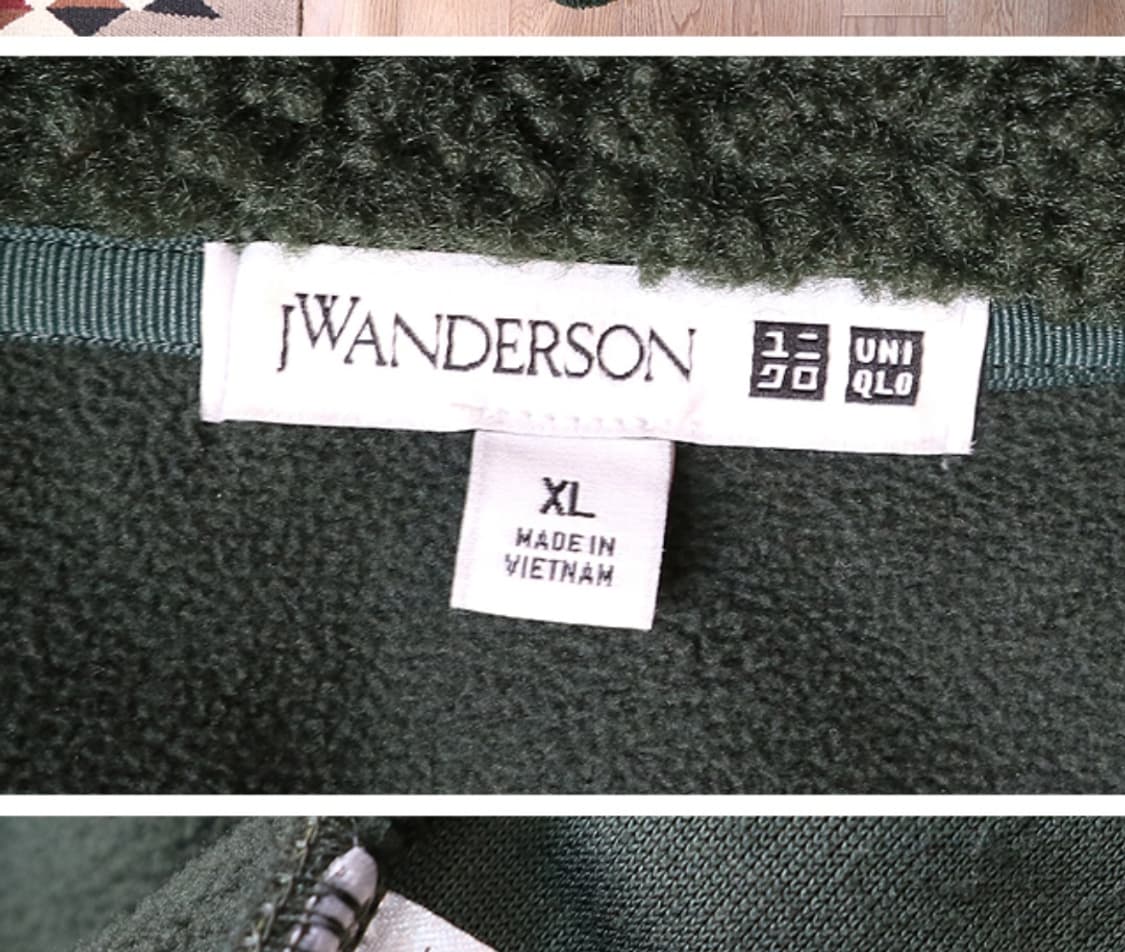 JWANDERSON
ユニ
クロ
UNI
QLO
XL
MADE IN
VIETNAM